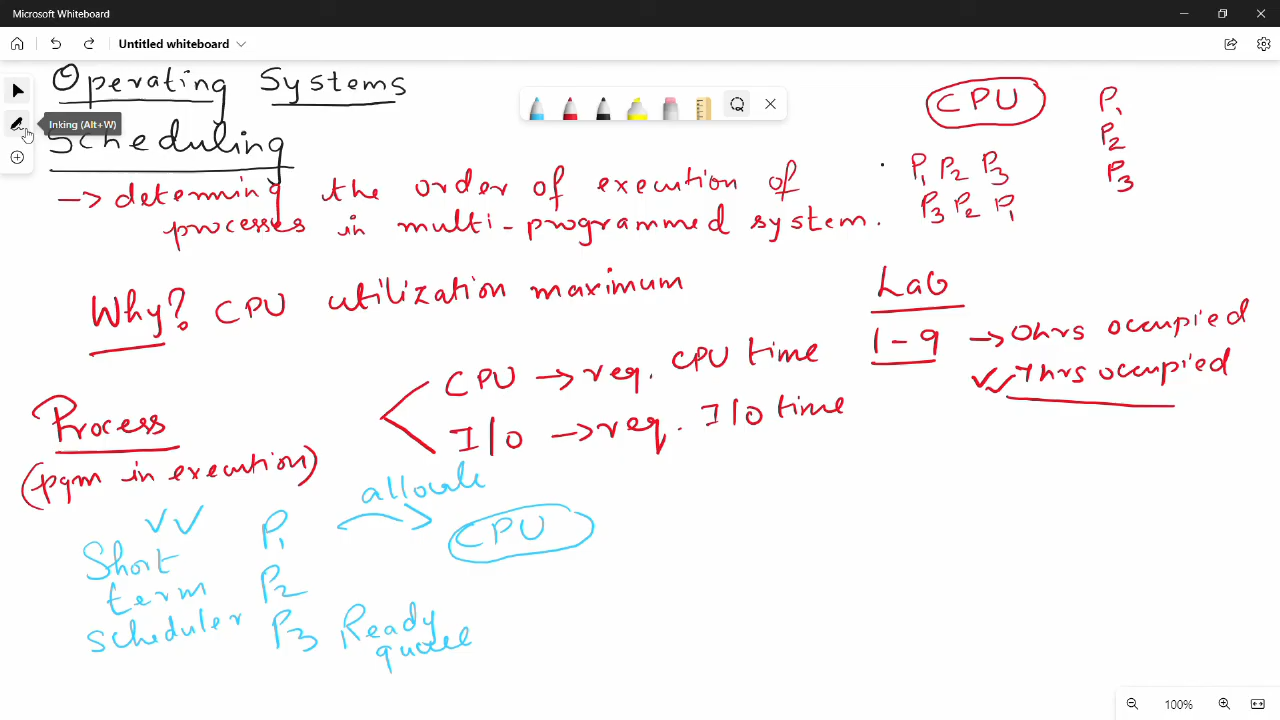 Microsoft Whiteboard
Untitled whiteboard
Operating Systems
Inking (Alt+W)
Scheduling
→ determining the order of execution of
processes in multi-programmed system.
CPU
P1
P2
P3
P1 P2 P3
P3 P2 P1
Why? CPU utilization maximum
Lab
1 - 9 → 0hrs occupied
7hrs occupied
Process
(pgm in execution)
CPU → req. CPU time
I/O → req. I/O time
allocate
Short
term
scheduler
P1
P2
P3
CPU
Ready
queue
100%